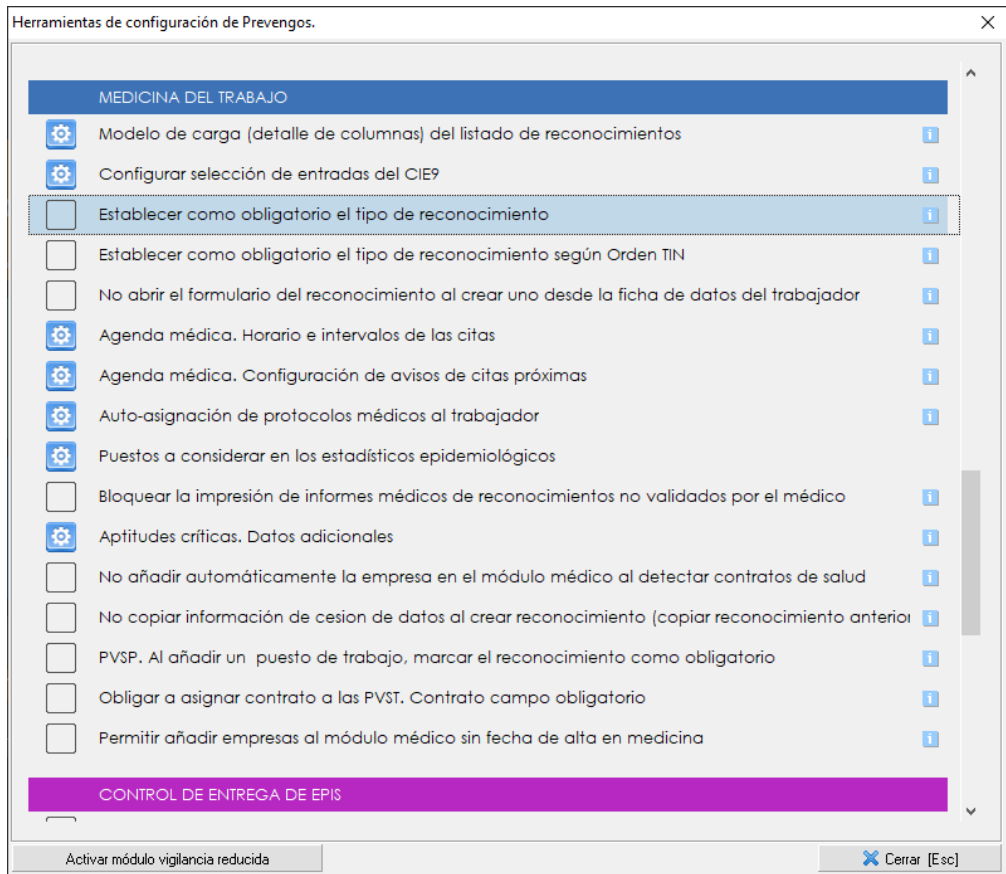 Herramientas de configuración de Prevengos.
MEDICINA DEL TRABAJO
Modelo de carga (detalle de columnas) del listado de reconocimientos
Configurar selección de entradas del CIE9
Establecer como obligatorio el tipo de reconocimiento
Establecer como obligatorio el tipo de reconocimiento según Orden TIN
No abrir el formulario del reconocimiento al crear uno desde la ficha de datos del trabajador
Agenda médica. Horario e intervalos de las citas
Agenda médica. Configuración de avisos de citas próximas
Auto-asignación de protocolos médicos al trabajador
Puestos a considerar en los estadísticos epidemiológicos
Bloquear la impresión de informes médicos de reconocimientos no validados por el médico
Aptitudes críticas. Datos adicionales
No añadir automáticamente la empresa en el módulo médico al detectar contratos de salud
No copiar información de cesion de datos al crear reconocimiento (copiar reconocimiento anterior
PVSP. Al añadir un puesto de trabajo, marcar el reconocimiento como obligatorio
Obligar a asignar contrato a las PVST. Contrato campo obligatorio
Permitir añadir empresas al módulo médico sin fecha de alta en medicina
CONTROL DE ENTREGA DE EPIS
Activar módulo vigilancia reducida
Cerrar [Esc]